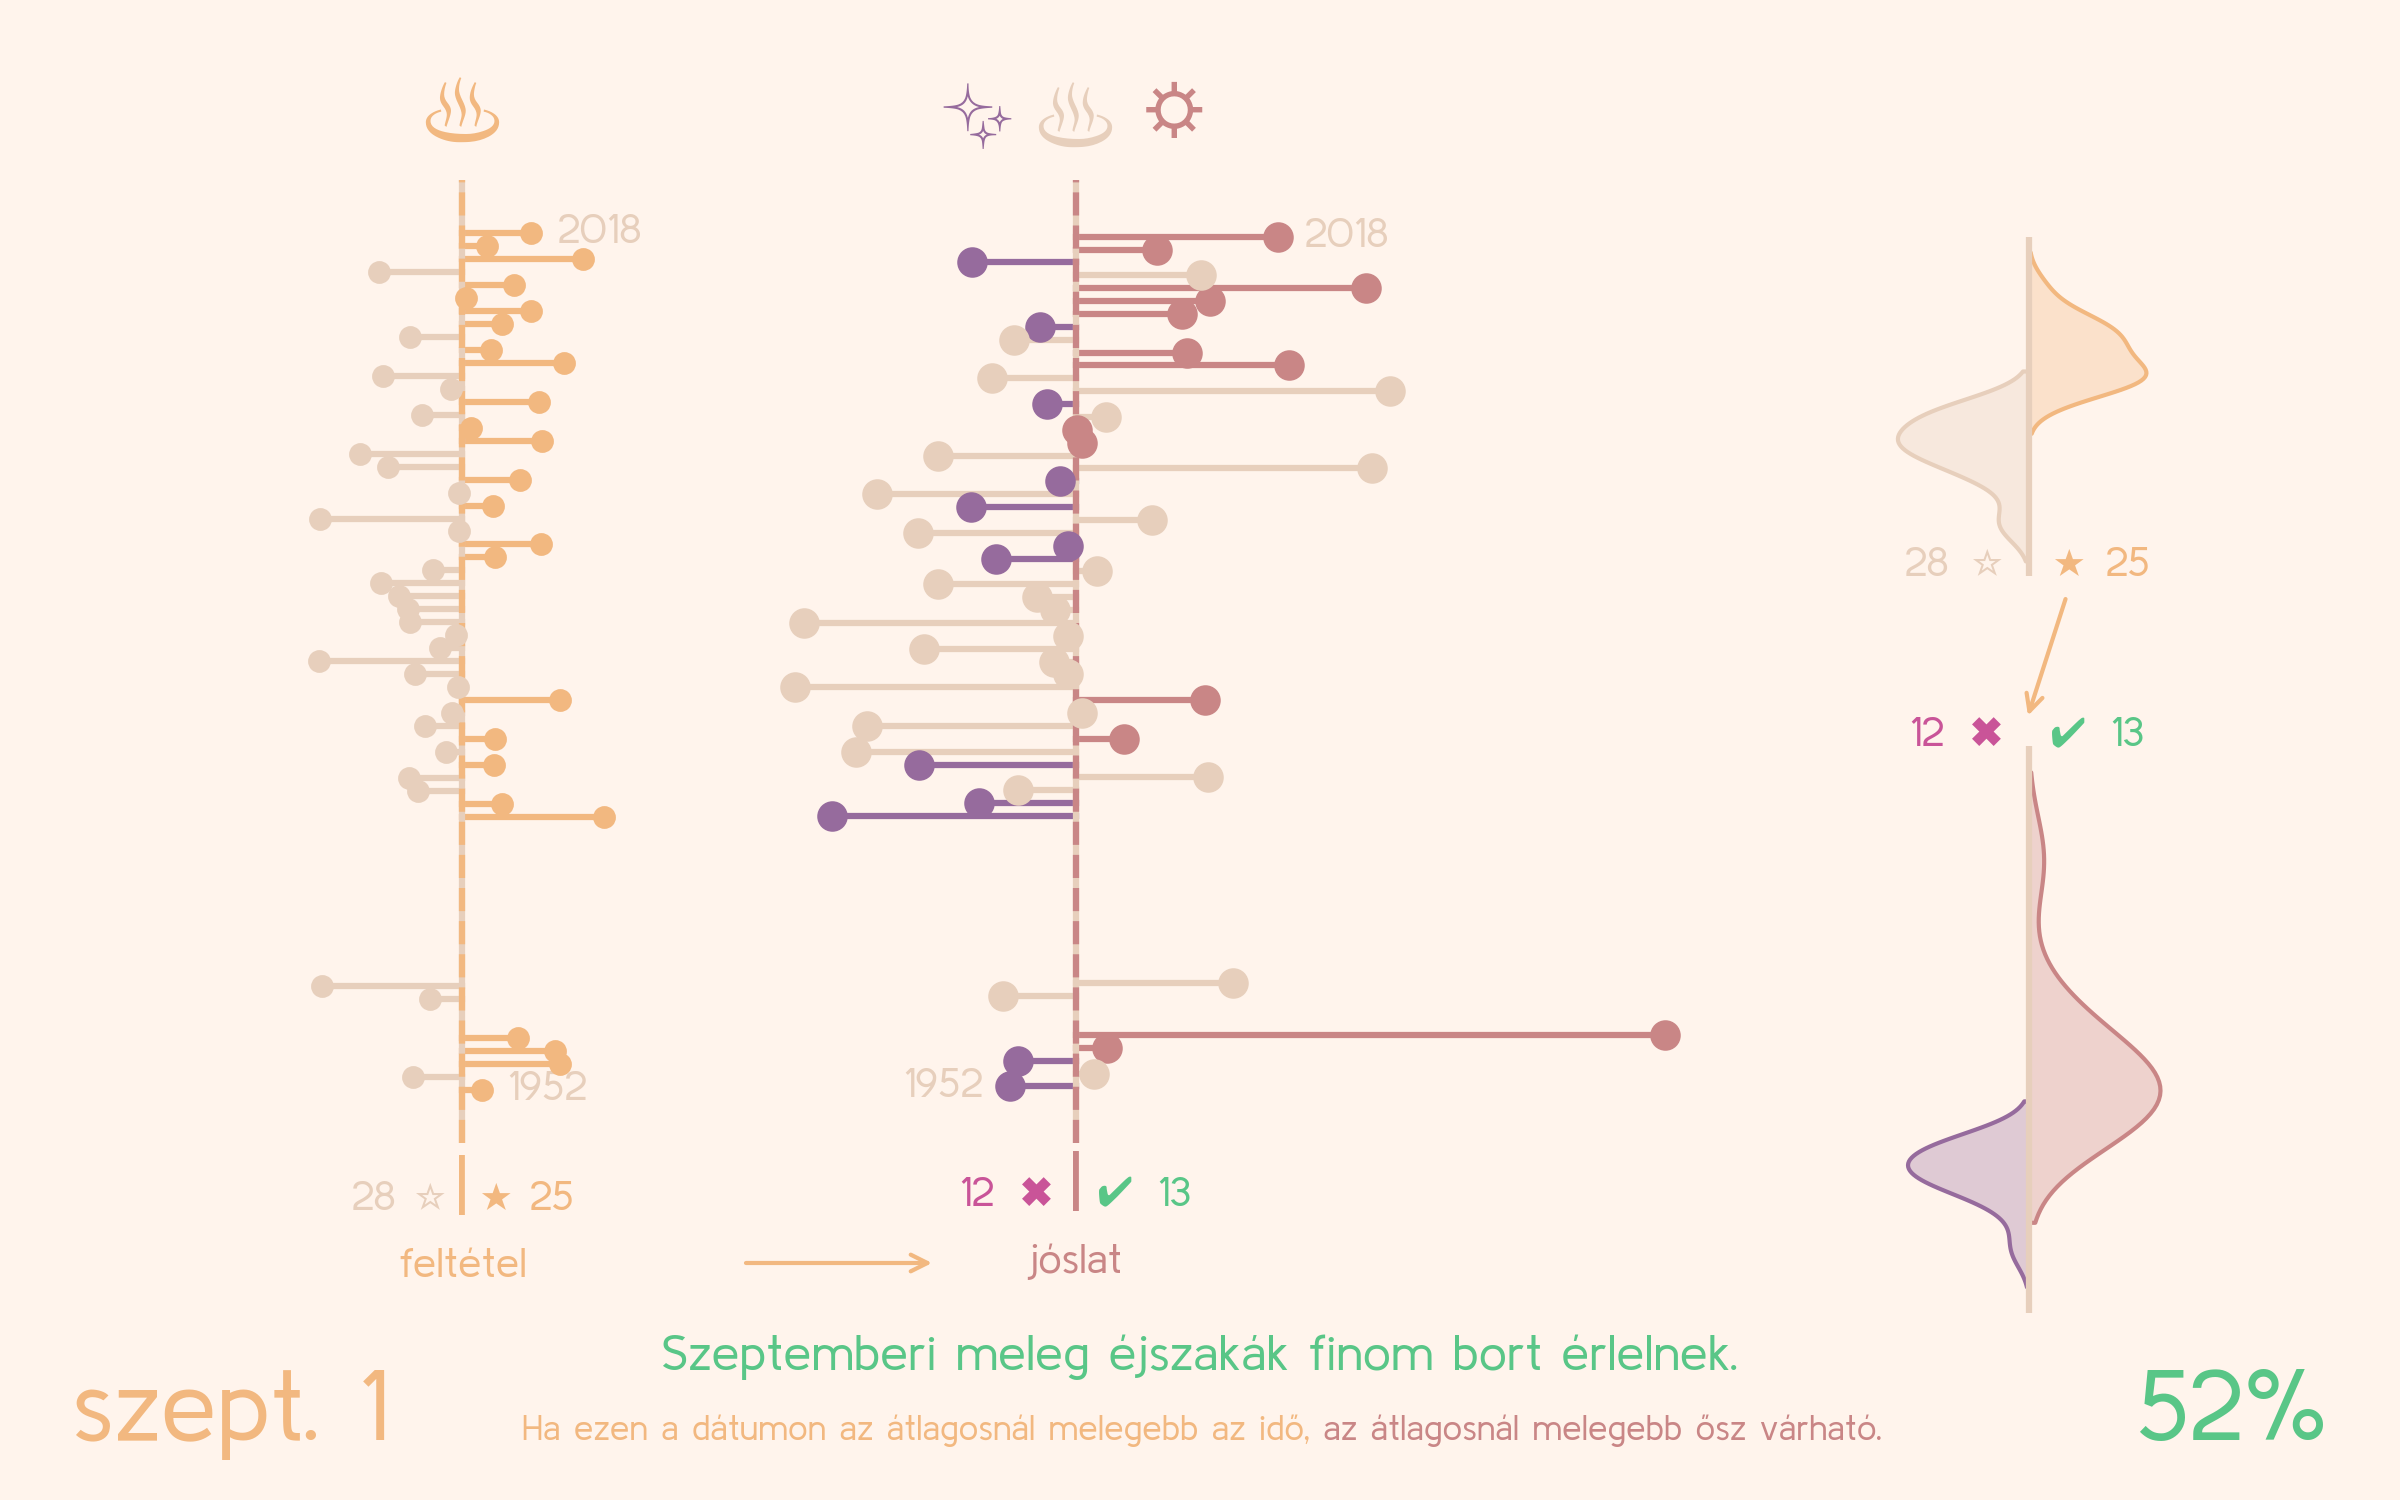 2018
2018
1952
1952
28 ☆ ★ 25
12 ✖ ✔ 13
28 ☆ ★ 25
12 ✖ ✔ 13
feltétel
jóslat
Szeptemberi meleg éjszakák finom bort érlelnek.
szept. 1
Ha ezen a dátumon az átlagosnál melegebb az idő, az átlagosnál melegebb ősz várható.
52%